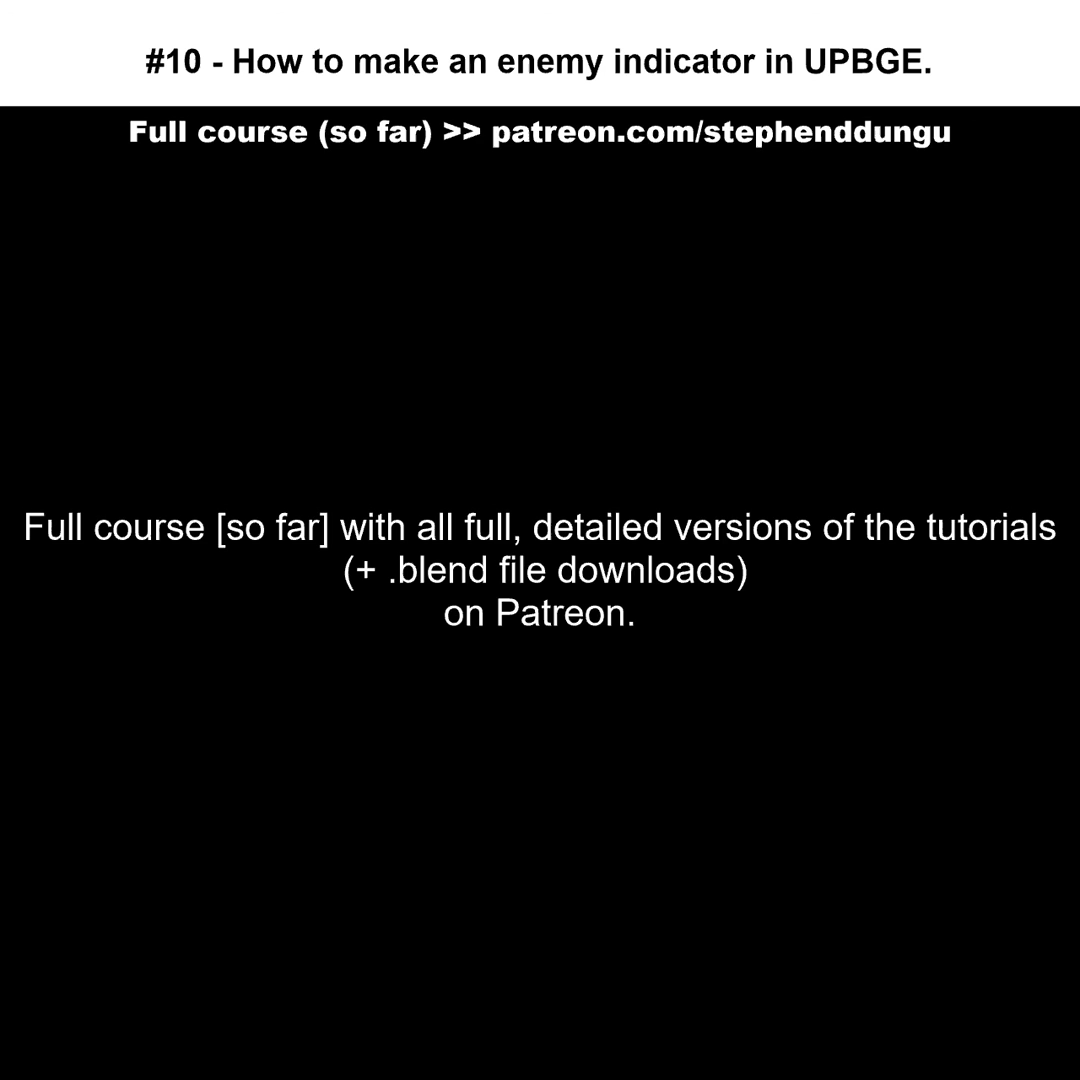 #10 - How to make an enemy indicator in UPBGE.
Full course (so far) >> patreon.com/stephenddungu
Full course [so far] with all full, detailed versions of the tutorials
(+ .blend file downloads)
on Patreon.